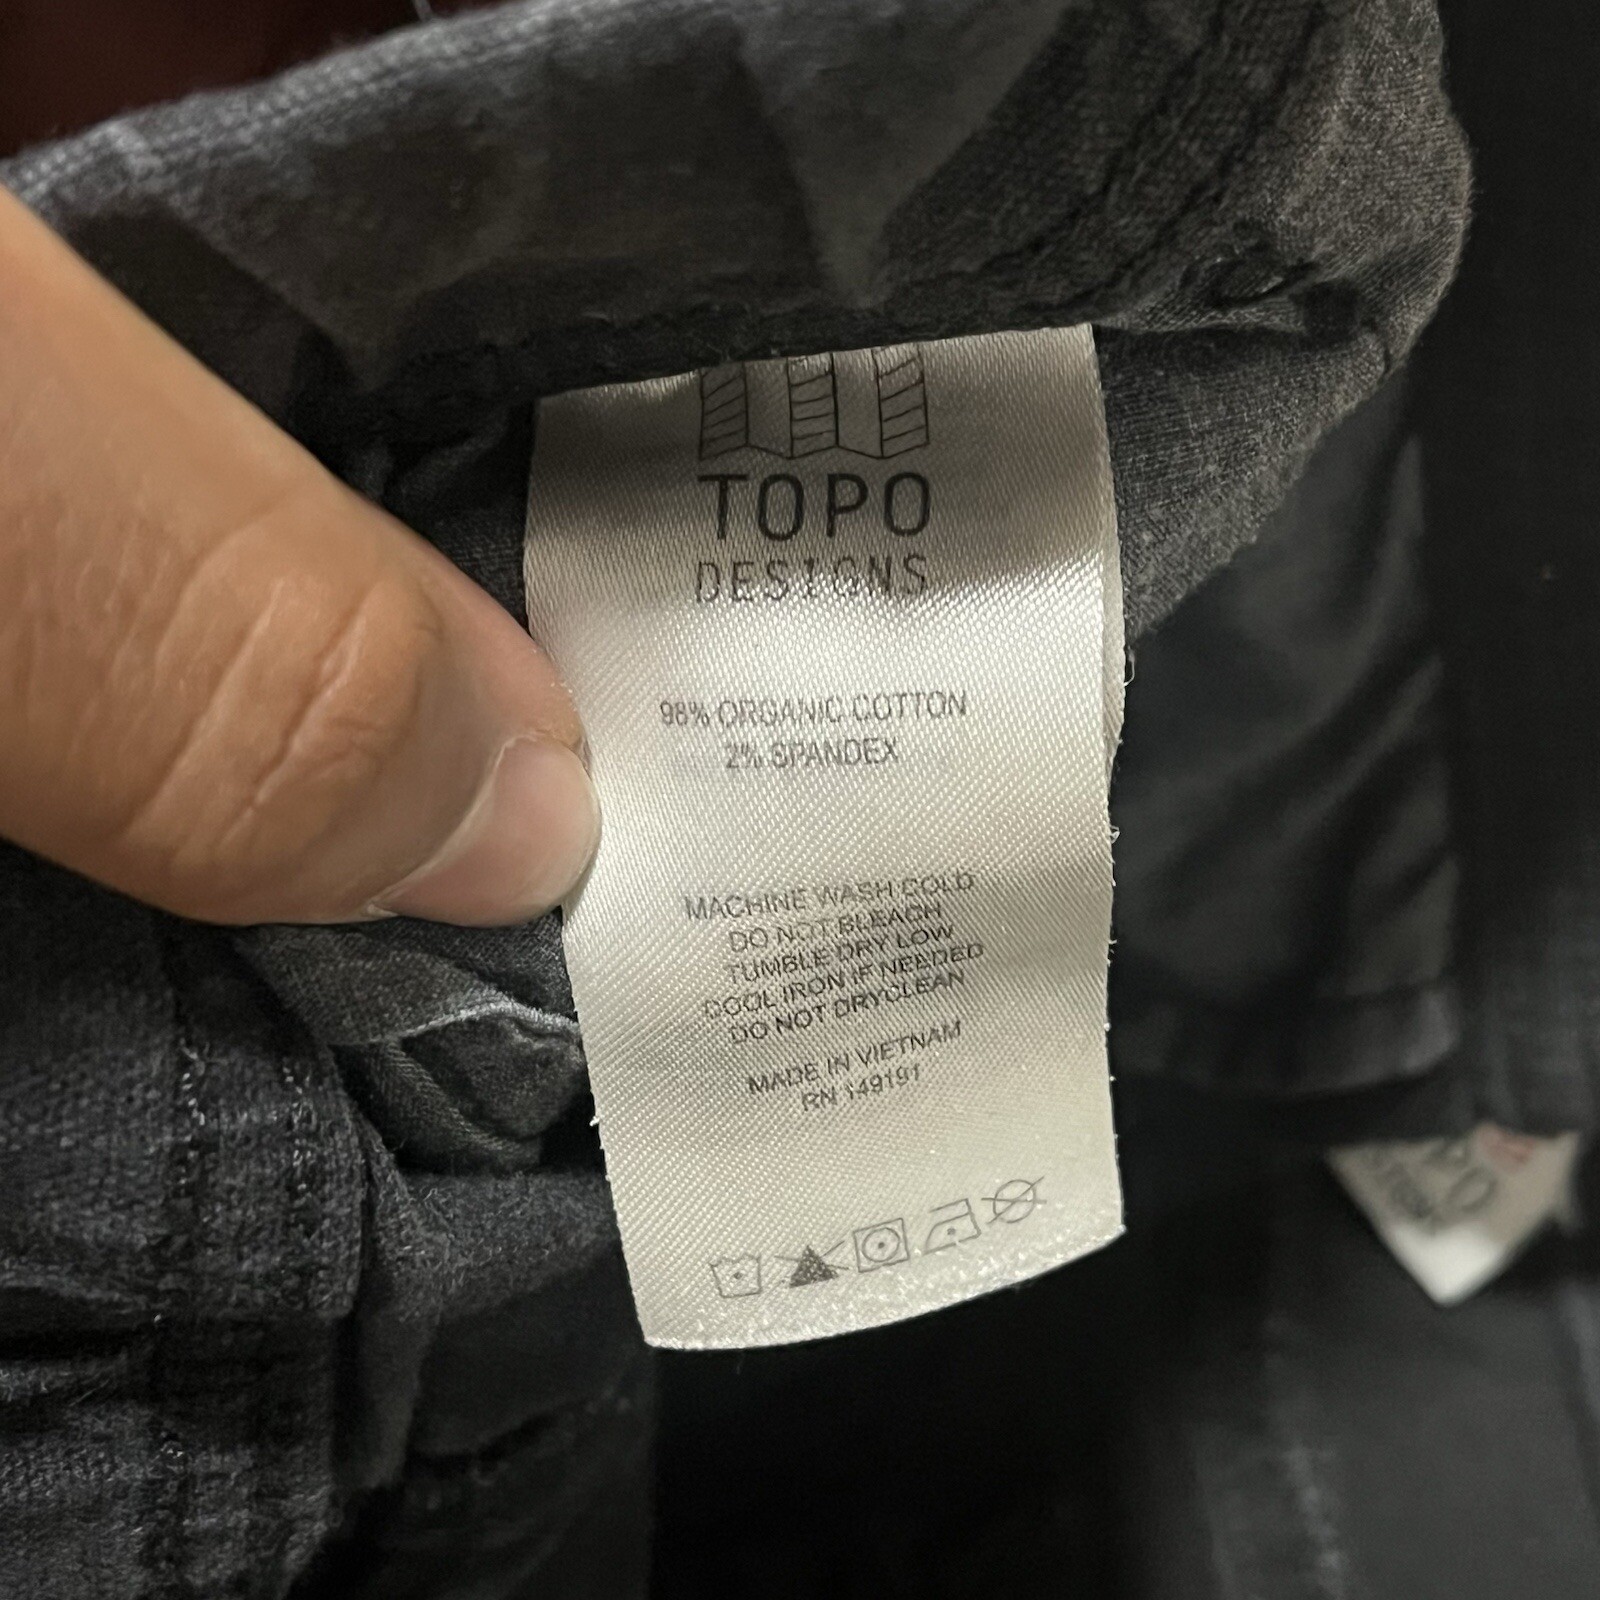 TOPO
DESIGNS
98% ORGANIC COTTON
2% SPANDEX
MACHINE WASH COLD
DO NOT BLEACH
TUMBLE DRY LOW
COOL IRON IF NEEDED
DO NOT DRYCLEAN
MADE IN VIETNAM
RN 149191